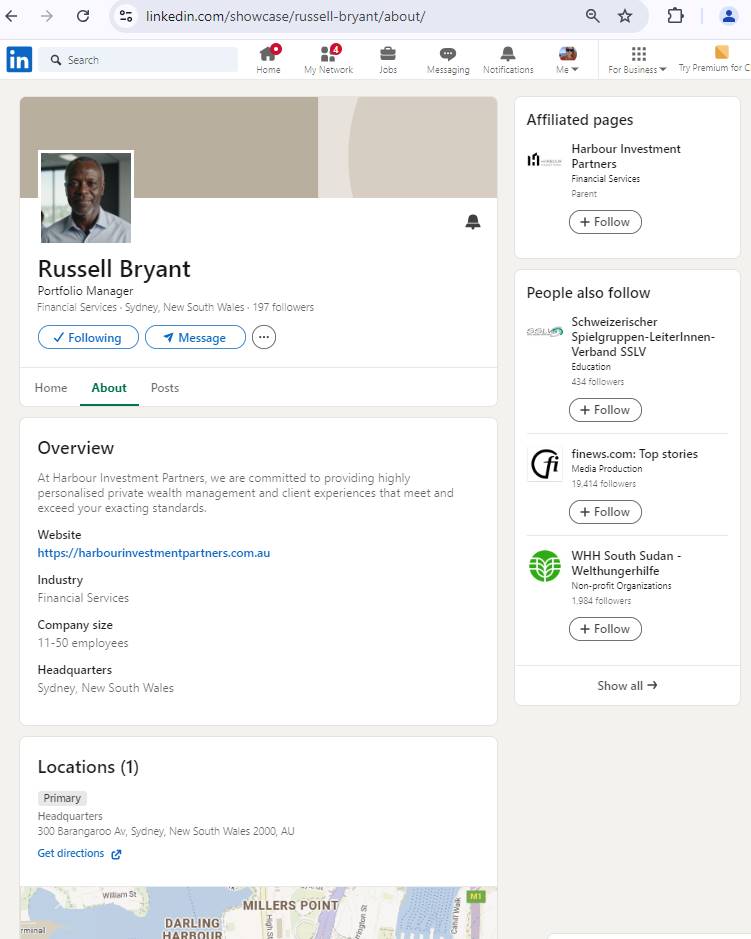 linkedin.com/showcase/russell-bryant/about/
in
Search
Home
4
My Network
Jobs
Messaging
Notifications
Me
For Business
Try Premium for
Russell Bryant
Portfolio Manager
Financial Services · Sydney, New South Wales · 197 followers
Following
Message
Home
About
Posts
Overview
At Harbour Investment Partners, we are committed to providing highly
personalised private wealth management and client experiences that meet and
exceed your exacting standards.
Website
https://harbourinvestmentpartners.com.au
Industry
Financial Services
Company size
11-50 employees
Headquarters
Sydney, New South Wales
Locations (1)
Primary
Headquarters
300 Barangaroo Av, Sydney, New South Wales 2000, AU
Get directions
William St
MILLERS POINT
M1
DARLING
HARBOUR
High St
Cahill Walk
Affiliated pages
HARBOUR
Harbour Investment
Partners
Financial Services
Parent
+ Follow
People also follow
SSLV
Schweizerischer
Spielgruppen-LeiterInnen-
Verband SSLV
Education
434 followers
+ Follow
fi
finews.com: Top stories
Media Production
19,414 followers
+ Follow
WHH South Sudan -
Welthungerhilfe
Non-profit Organizations
1,984 followers
+ Follow
Show all →